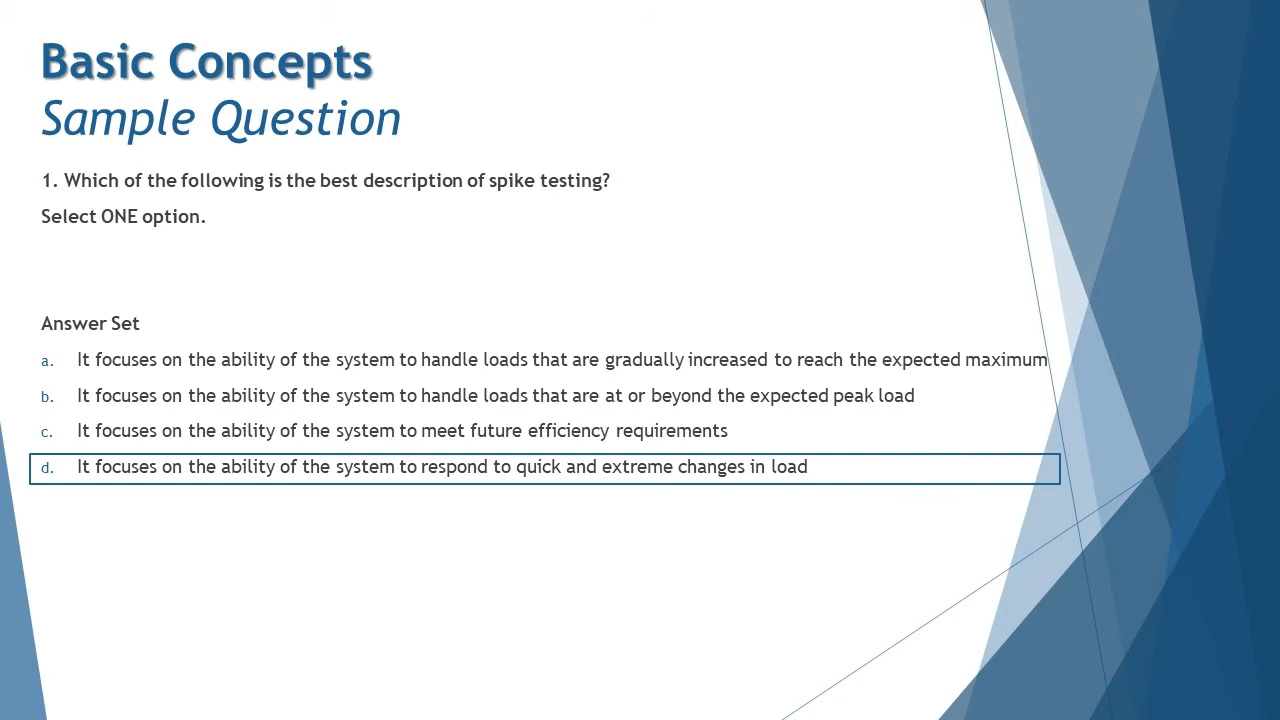 Basic Concepts
Sample Question
1. Which of the following is the best description of spike testing?
Select ONE option.
Answer Set
a. It focuses on the ability of the system to handle loads that are gradually increased to reach the expected maximum
b. It focuses on the ability of the system to handle loads that are at or beyond the expected peak load
c. It focuses on the ability of the system to meet future efficiency requirements
d. It focuses on the ability of the system to respond to quick and extreme changes in load